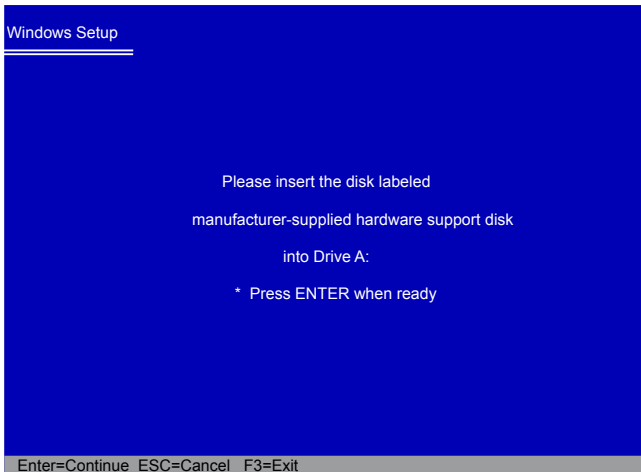 Windows Setup
Please insert the disk labeled
manufacturer-supplied hardware support disk
into Drive A:
* Press ENTER when ready
Enter=Continue ESC=Cancel F3=Exit